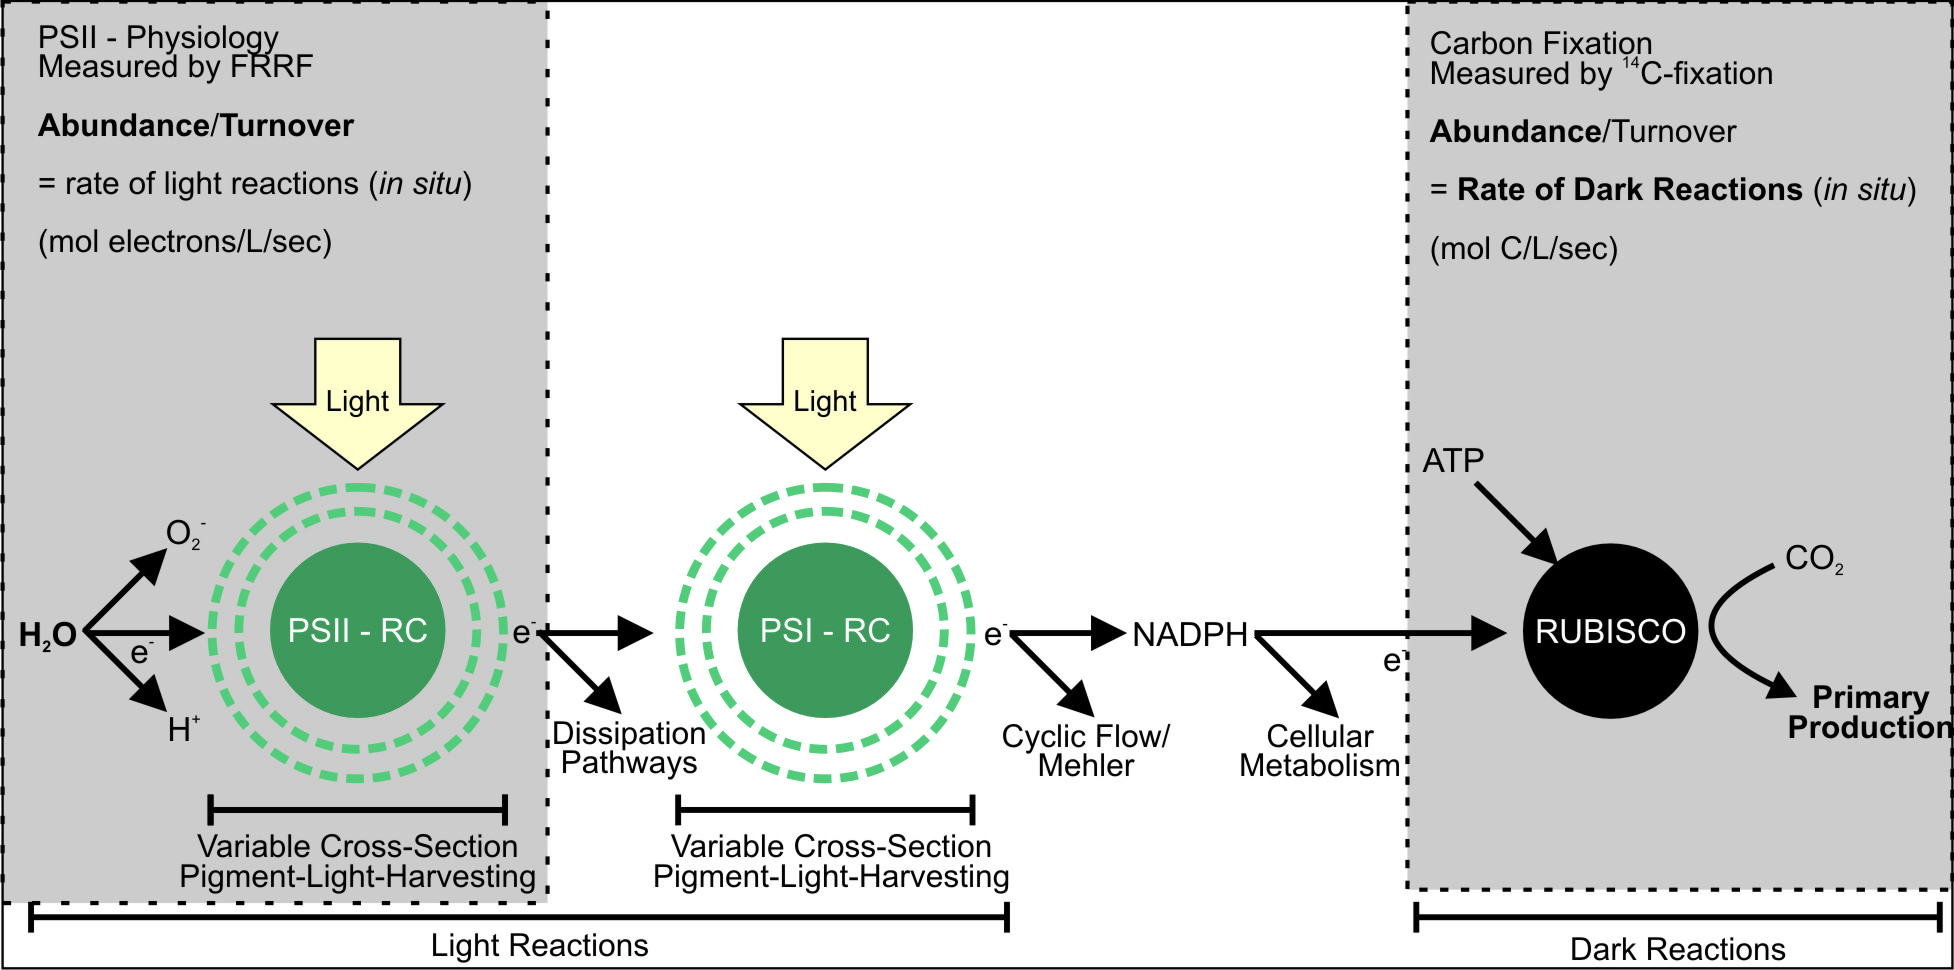 PSII - Physiology
Measured by FRRF
Abundance/Turnover
= rate of light reactions (in situ)
(mol electrons/L/sec)
Carbon Fixation
Measured by ¹⁴C-fixation
Abundance/Turnover
= Rate of Dark Reactions (in situ)
(mol C/L/sec)
Light
Light
ATP
O₂⁻
CO₂
H₂O
e⁻
PSII - RC
e⁻
PSI - RC
e⁻
NADPH
e⁻
RUBISCO
H⁺
Dissipation
Pathways
Cyclic Flow/
Mehler
Cellular
Metabolism
Primary
Production
Variable Cross-Section
Pigment-Light-Harvesting
Variable Cross-Section
Pigment-Light-Harvesting
Light Reactions
Dark Reactions